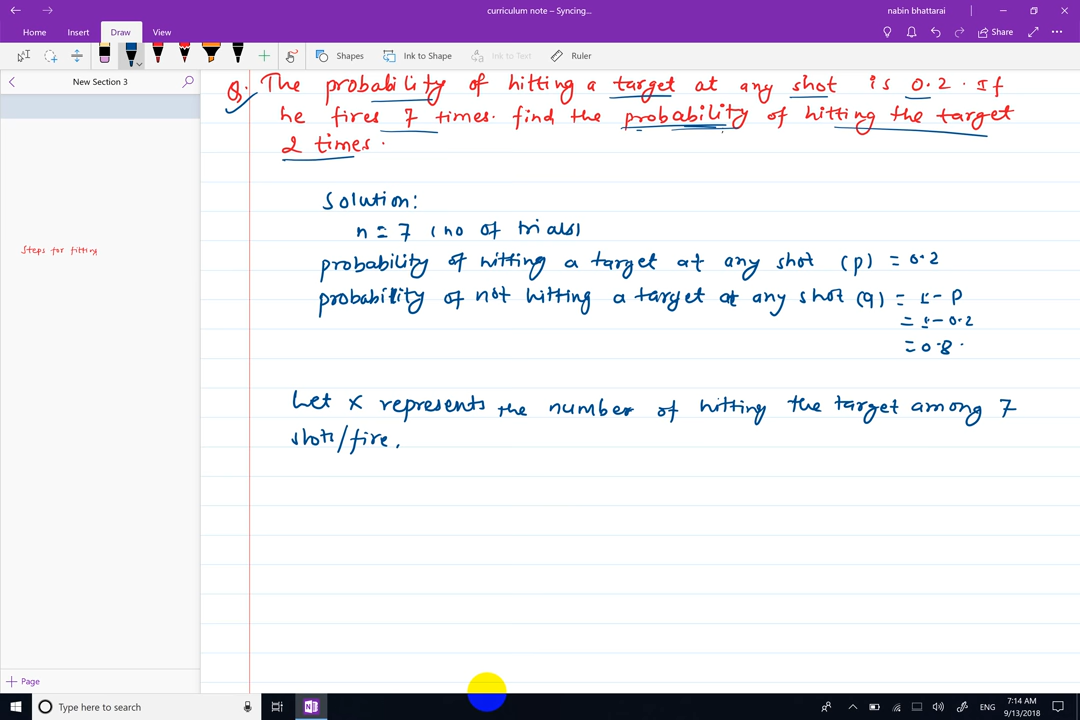 curriculum note – Syncing...
nabin bhattarai
Home Insert Draw View
Share
Shapes Ink to Shape Ink to Text Ruler
New Section 3
Steps for fitting
Page
Q. The probability of hitting a target at any shot is 0.2. If
he fires 7 times. find the probability of hitting the target
2 times.
Solution:
n = 7 (no of trials)
probability of hitting a target at any shot (p) = 0.2
probability of not hitting a target at any shot (q) = 1 - p
= 1 - 0.2
= 0.8.
Let X represents the number of hitting the target among 7
shots/fire.
Type here to search
ENG
7:14 AM
9/13/2018